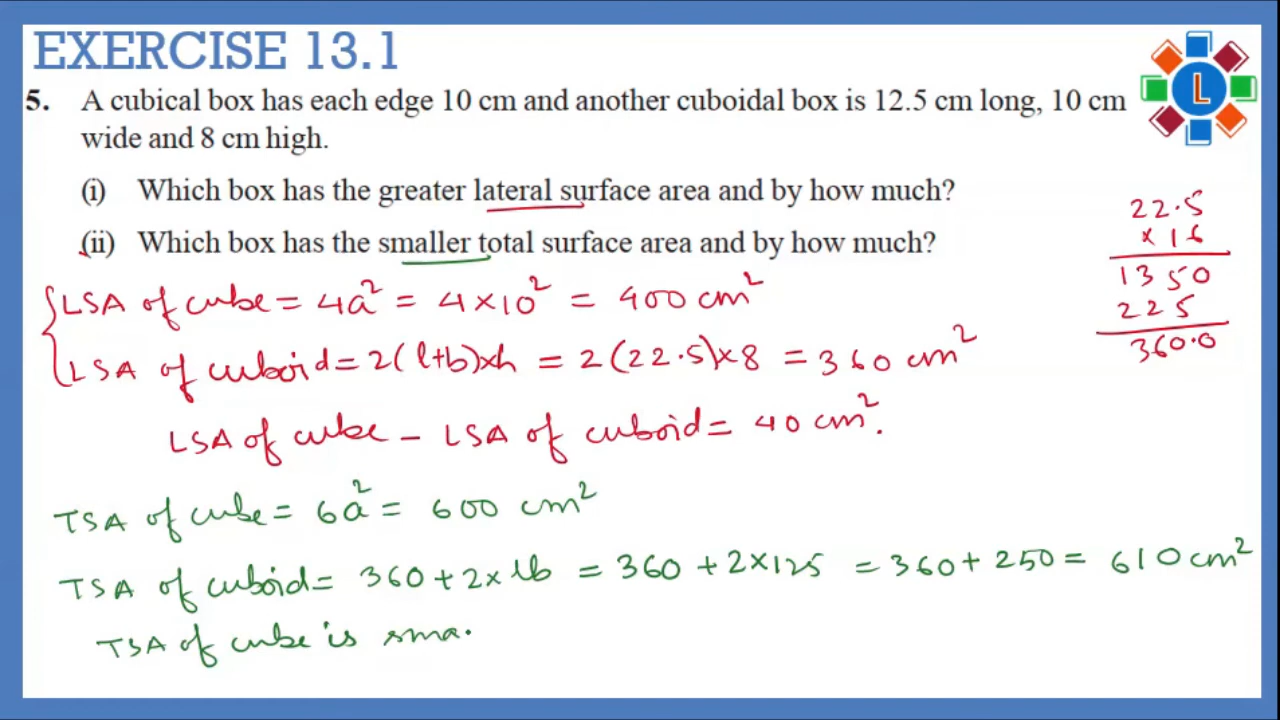 EXERCISE 13.1
L
5. A cubical box has each edge 10 cm and another cuboidal box is 12.5 cm long, 10 cm
wide and 8 cm high.
(i) Which box has the greater lateral surface area and by how much?
(ii) Which box has the smaller total surface area and by how much?
22.5
× 16
1350
225
360.0
LSA of cube = 4a² = 4 × 10² = 400 cm²
LSA of cuboid = 2(l+b)×h = 2(22.5)×8 = 360 cm²
LSA of cube – LSA of cuboid = 40 cm².
TSA of cube = 6a² = 600 cm²
TSA of cuboid = 360 + 2× lb = 360 + 2×125 = 360 + 250 = 610 cm²
TSA of cube is sma